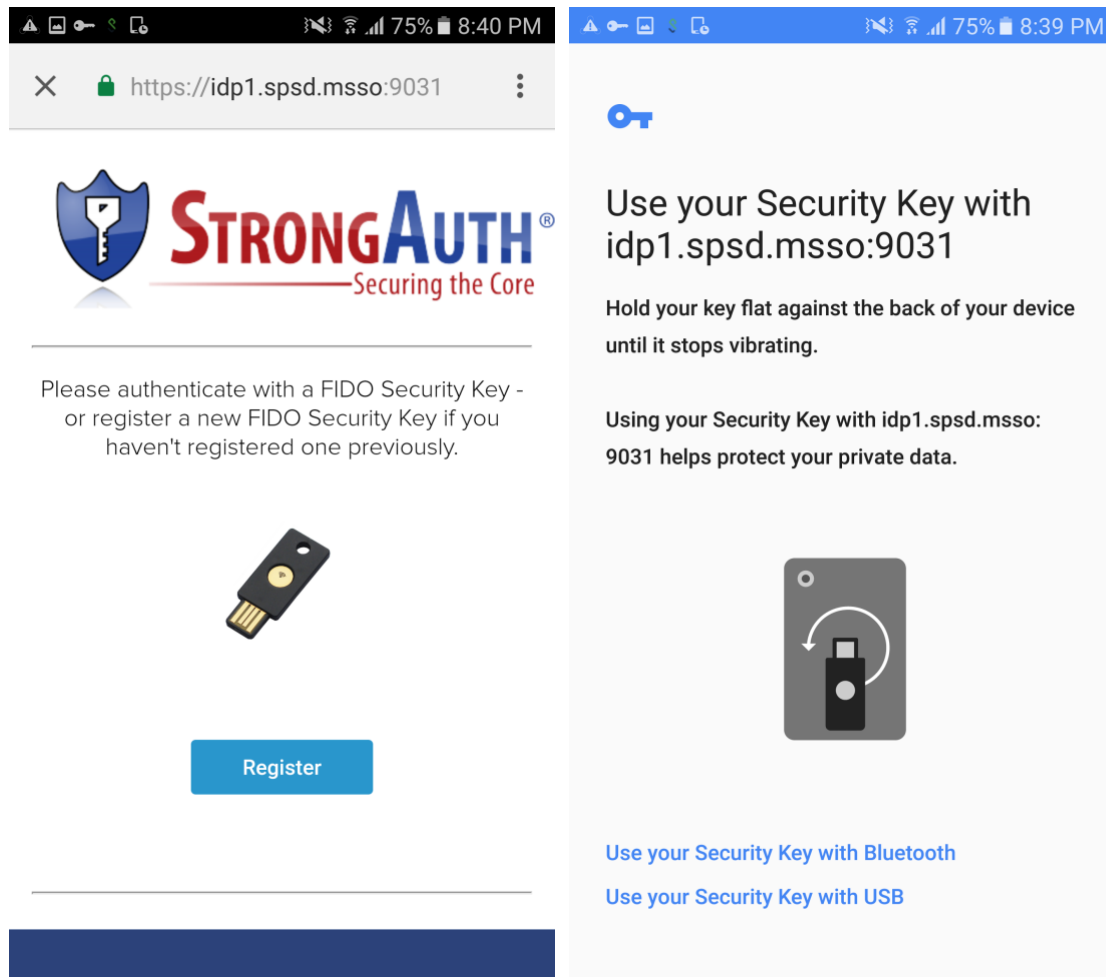 75% 8:40 PM
https://idp1.spsd.msso:9031
STRONGAUTH®
Securing the Core
Please authenticate with a FIDO Security Key -
or register a new FIDO Security Key if you
haven't registered one previously.
Register
75% 8:39 PM
Use your Security Key with
idp1.spsd.msso:9031
Hold your key flat against the back of your device
until it stops vibrating.
Using your Security Key with idp1.spsd.msso:
9031 helps protect your private data.
Use your Security Key with Bluetooth
Use your Security Key with USB